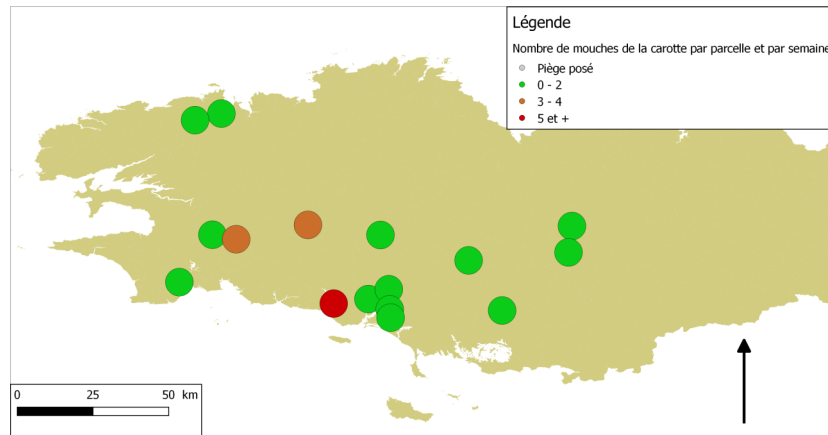 Légende
Nombre de mouches de la carotte par parcelle et par semaine
Piège posé
0 - 2
3 - 4
5 et +
0 25 50 km